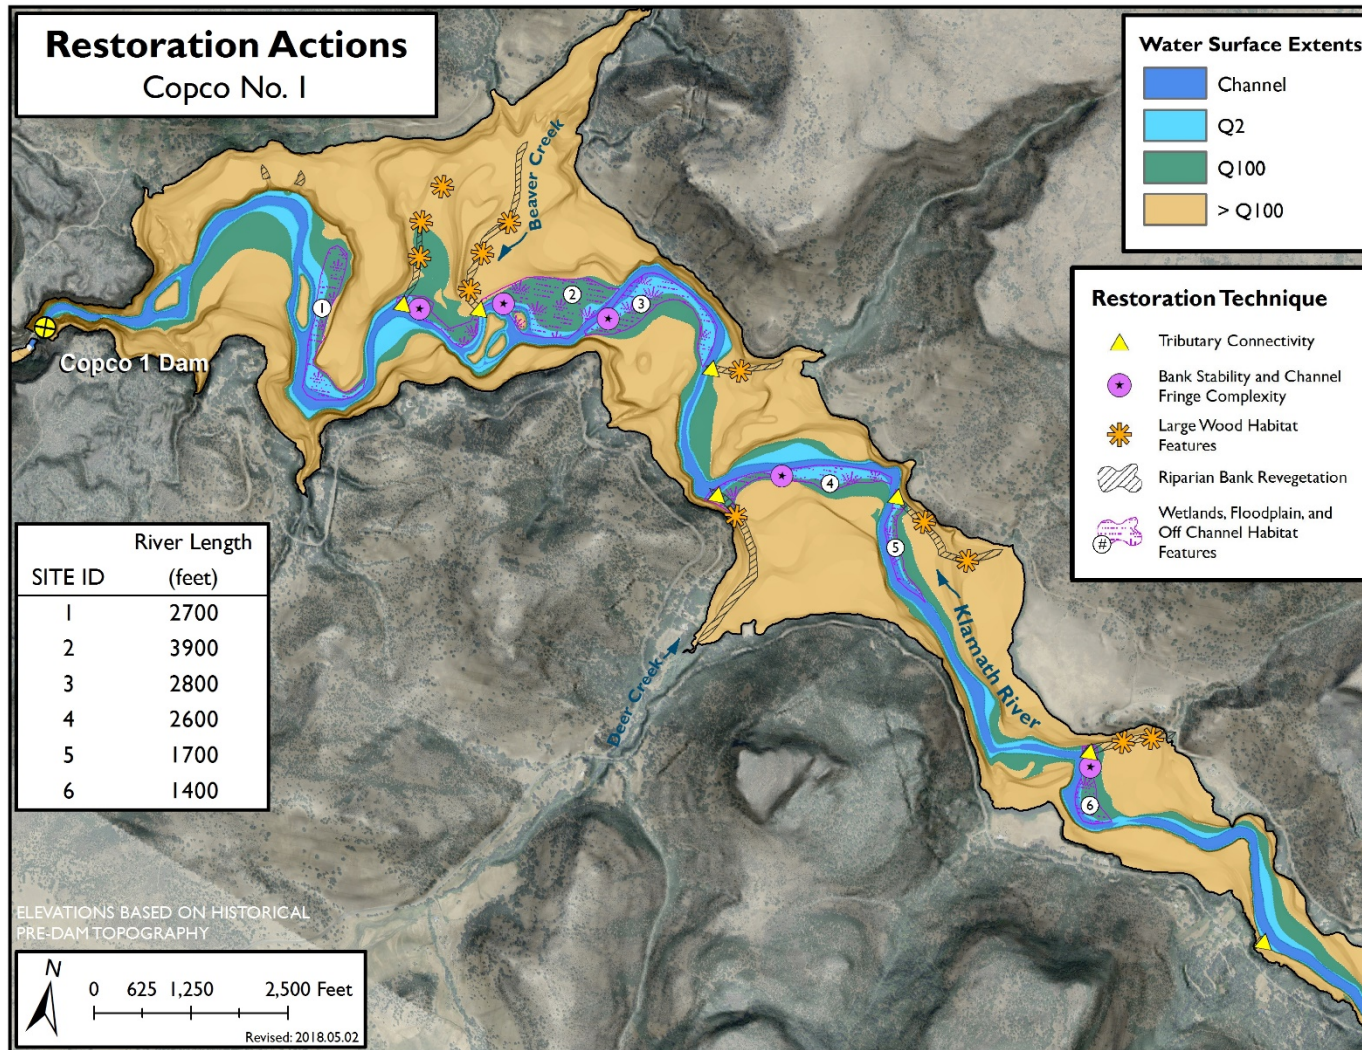 Restoration Actions
Copco No. 1
Water Surface Extents
Channel
Q2
Q100
> Q100
Restoration Technique
Tributary Connectivity
Bank Stability and Channel
Fringe Complexity
Large Wood Habitat
Features
Riparian Bank Revegetation
Wetlands, Floodplain, and
Off Channel Habitat
Features
#
Beaver Creek
Copco 1 Dam
1
2
3
4
5
6
Klamath River
Deer Creek
River Length
SITE ID (feet)
1 2700
2 3900
3 2800
4 2600
5 1700
6 1400
ELEVATIONS BASED ON HISTORICAL
PRE-DAM TOPOGRAPHY
N
0 625 1,250 2,500 Feet
Revised: 2018.05.02